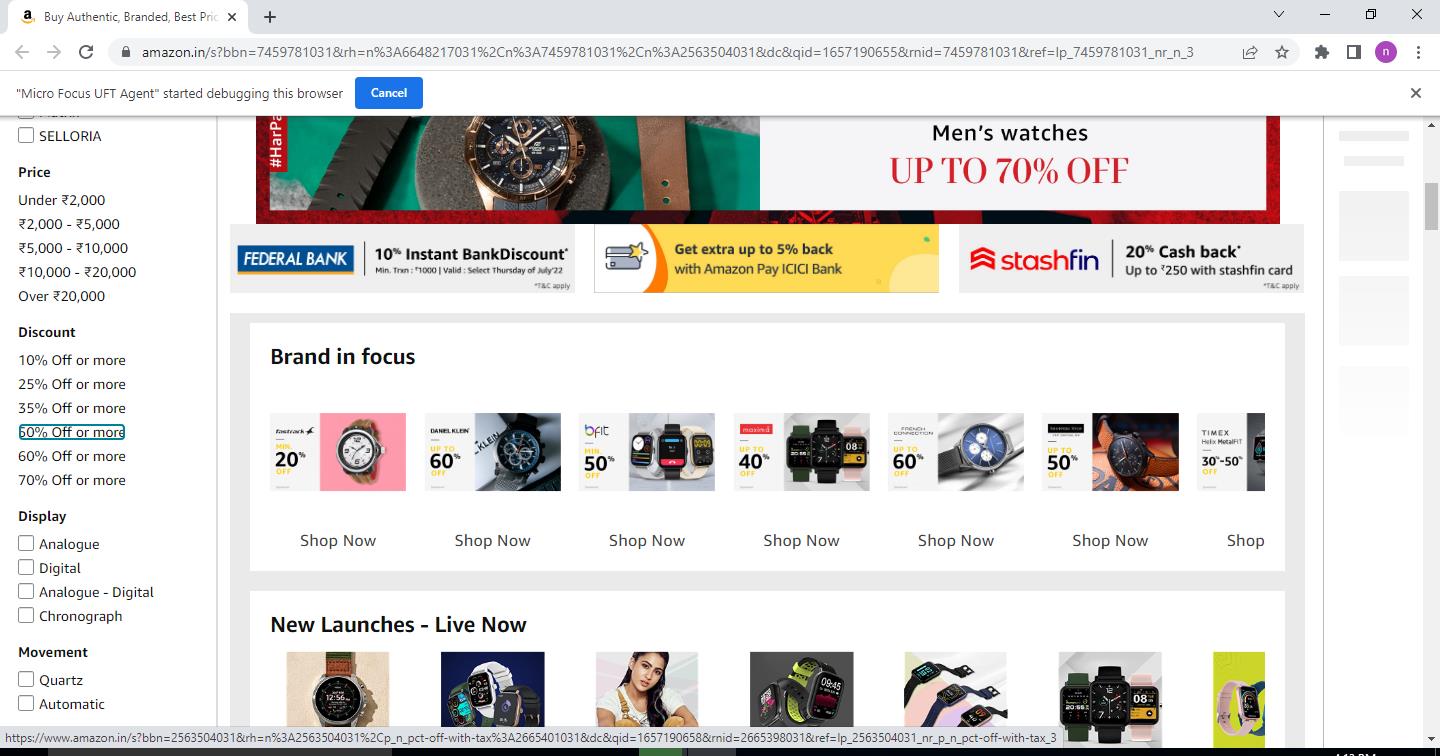 Buy Authentic, Branded, Best Pric
amazon.in/s?bbn=7459781031&rh=n%3A6648217031%2Cn%3A7459781031%2Cn%3A2563504031&dc&qid=1657190655&rnid=7459781031&ref=lp_7459781031_nr_n_3
n
"Micro Focus UFT Agent" started debugging this browser
Cancel
SELLORIA
Price
Under ₹2,000
₹2,000 - ₹5,000
₹5,000 - ₹10,000
₹10,000 - ₹20,000
Over ₹20,000
Discount
10% Off or more
25% Off or more
35% Off or more
50% Off or more
60% Off or more
70% Off or more
Display
Analogue
Digital
Analogue - Digital
Chronograph
Movement
Quartz
Automatic
#HarPa
Men's watches
UP TO 70% OFF
FEDERAL BANK
10% Instant BankDiscount*
Min. Trxn : ₹1000 | Valid : Select Thursday of July'22
*T&C apply
Get extra up to 5% back
with Amazon Pay ICICI Bank
stashfin
20% Cash back*
Up to ₹250 with stashfin card
*T&C apply
Brand in focus
fastrack
MIN.
20%
OFF
DANIEL KLEIN
UP TO
60%
OFF
KLEIN
bfit
MIN.
50%
OFF
maxima
UP TO
40%
OFF
08:
FRENCH CONNECTION
UP TO
60%
OFF
UP TO
50%
OFF
TIMEX
Helix MetalFIT
30%-50%
OFF
Shop Now
Shop Now
Shop Now
Shop Now
Shop Now
Shop Now
Shop
New Launches - Live Now
12:56
09:45
20:55
08:
https://www.amazon.in/s?bbn=2563504031&rh=n%3A2563504031%2Cp_n_pct-off-with-tax%3A2665401031&dc&qid=1657190658&rnid=2665398031&ref=lp_2563504031_nr_p_n_pct-off-with-tax_3